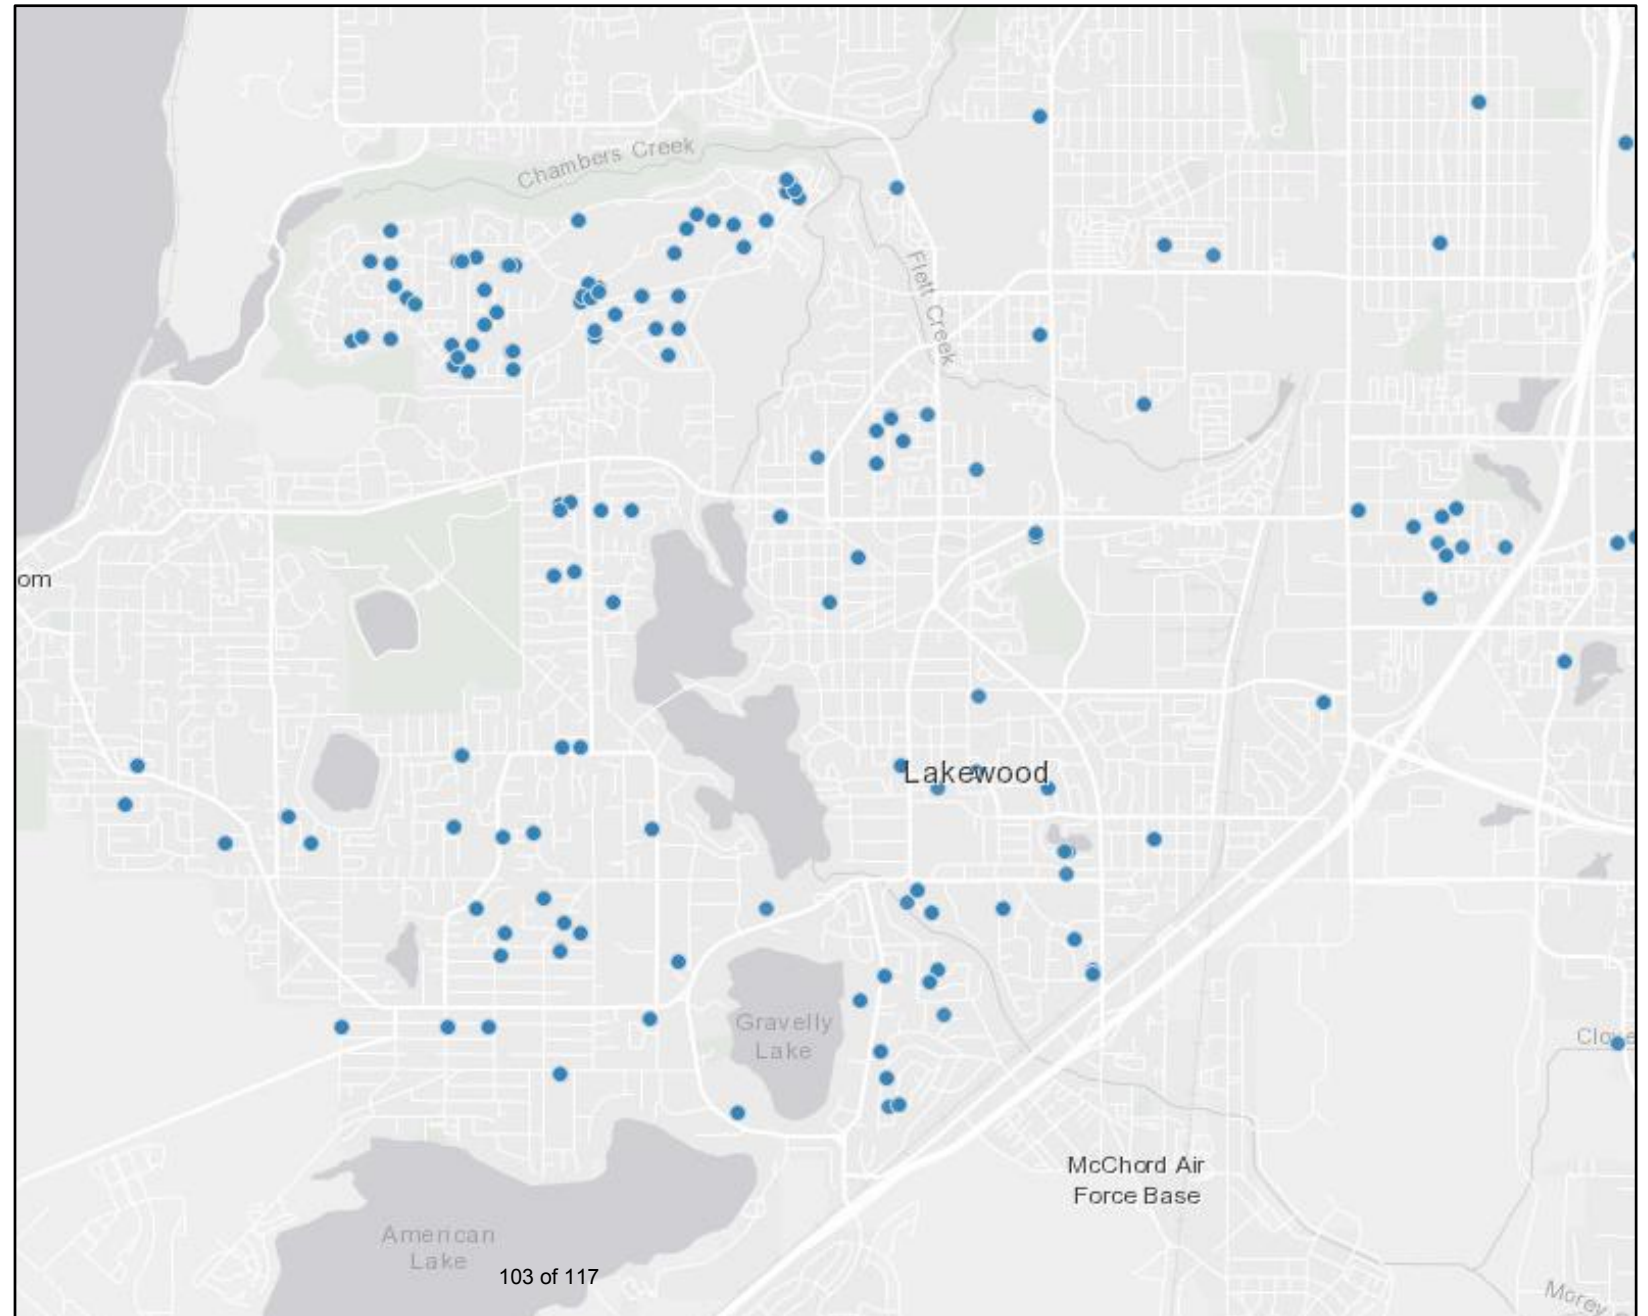 Chambers Creek
Flett Creek
om
Lakewood
Gravelly
Lake
Clove
McChord Air
Force Base
American
Lake
103 of 117
Morey